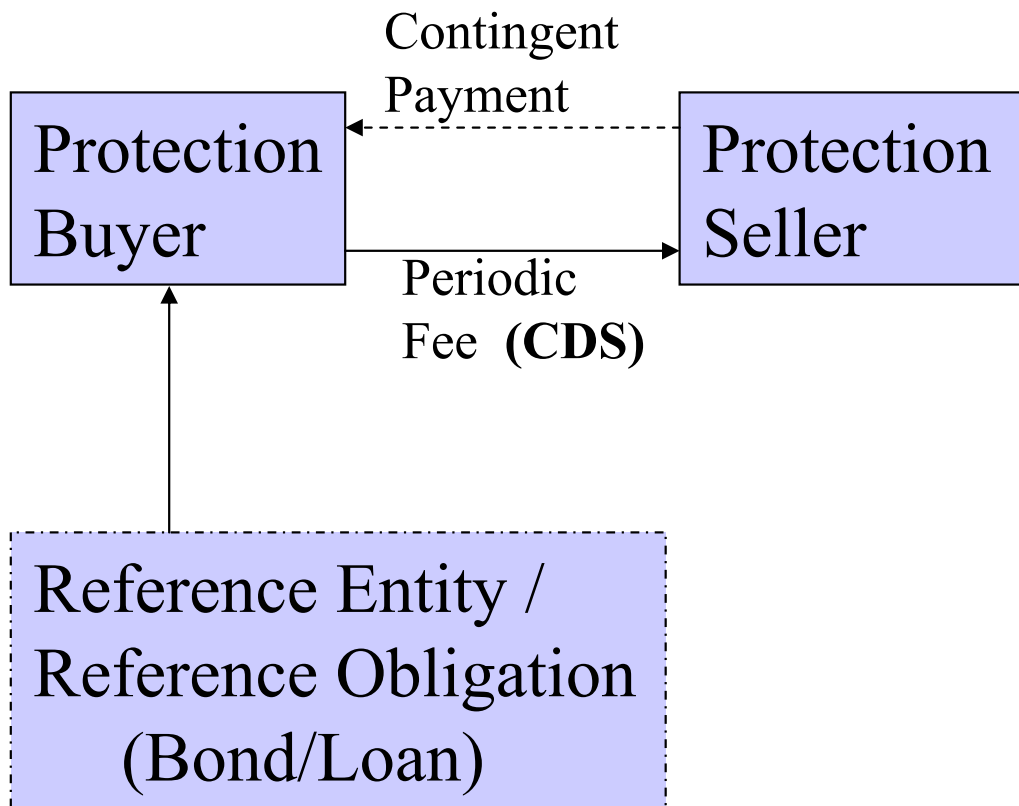 Contingent
Payment
Protection
Buyer
Protection
Seller
Periodic
Fee (CDS)
Reference Entity /
Reference Obligation
(Bond/Loan)